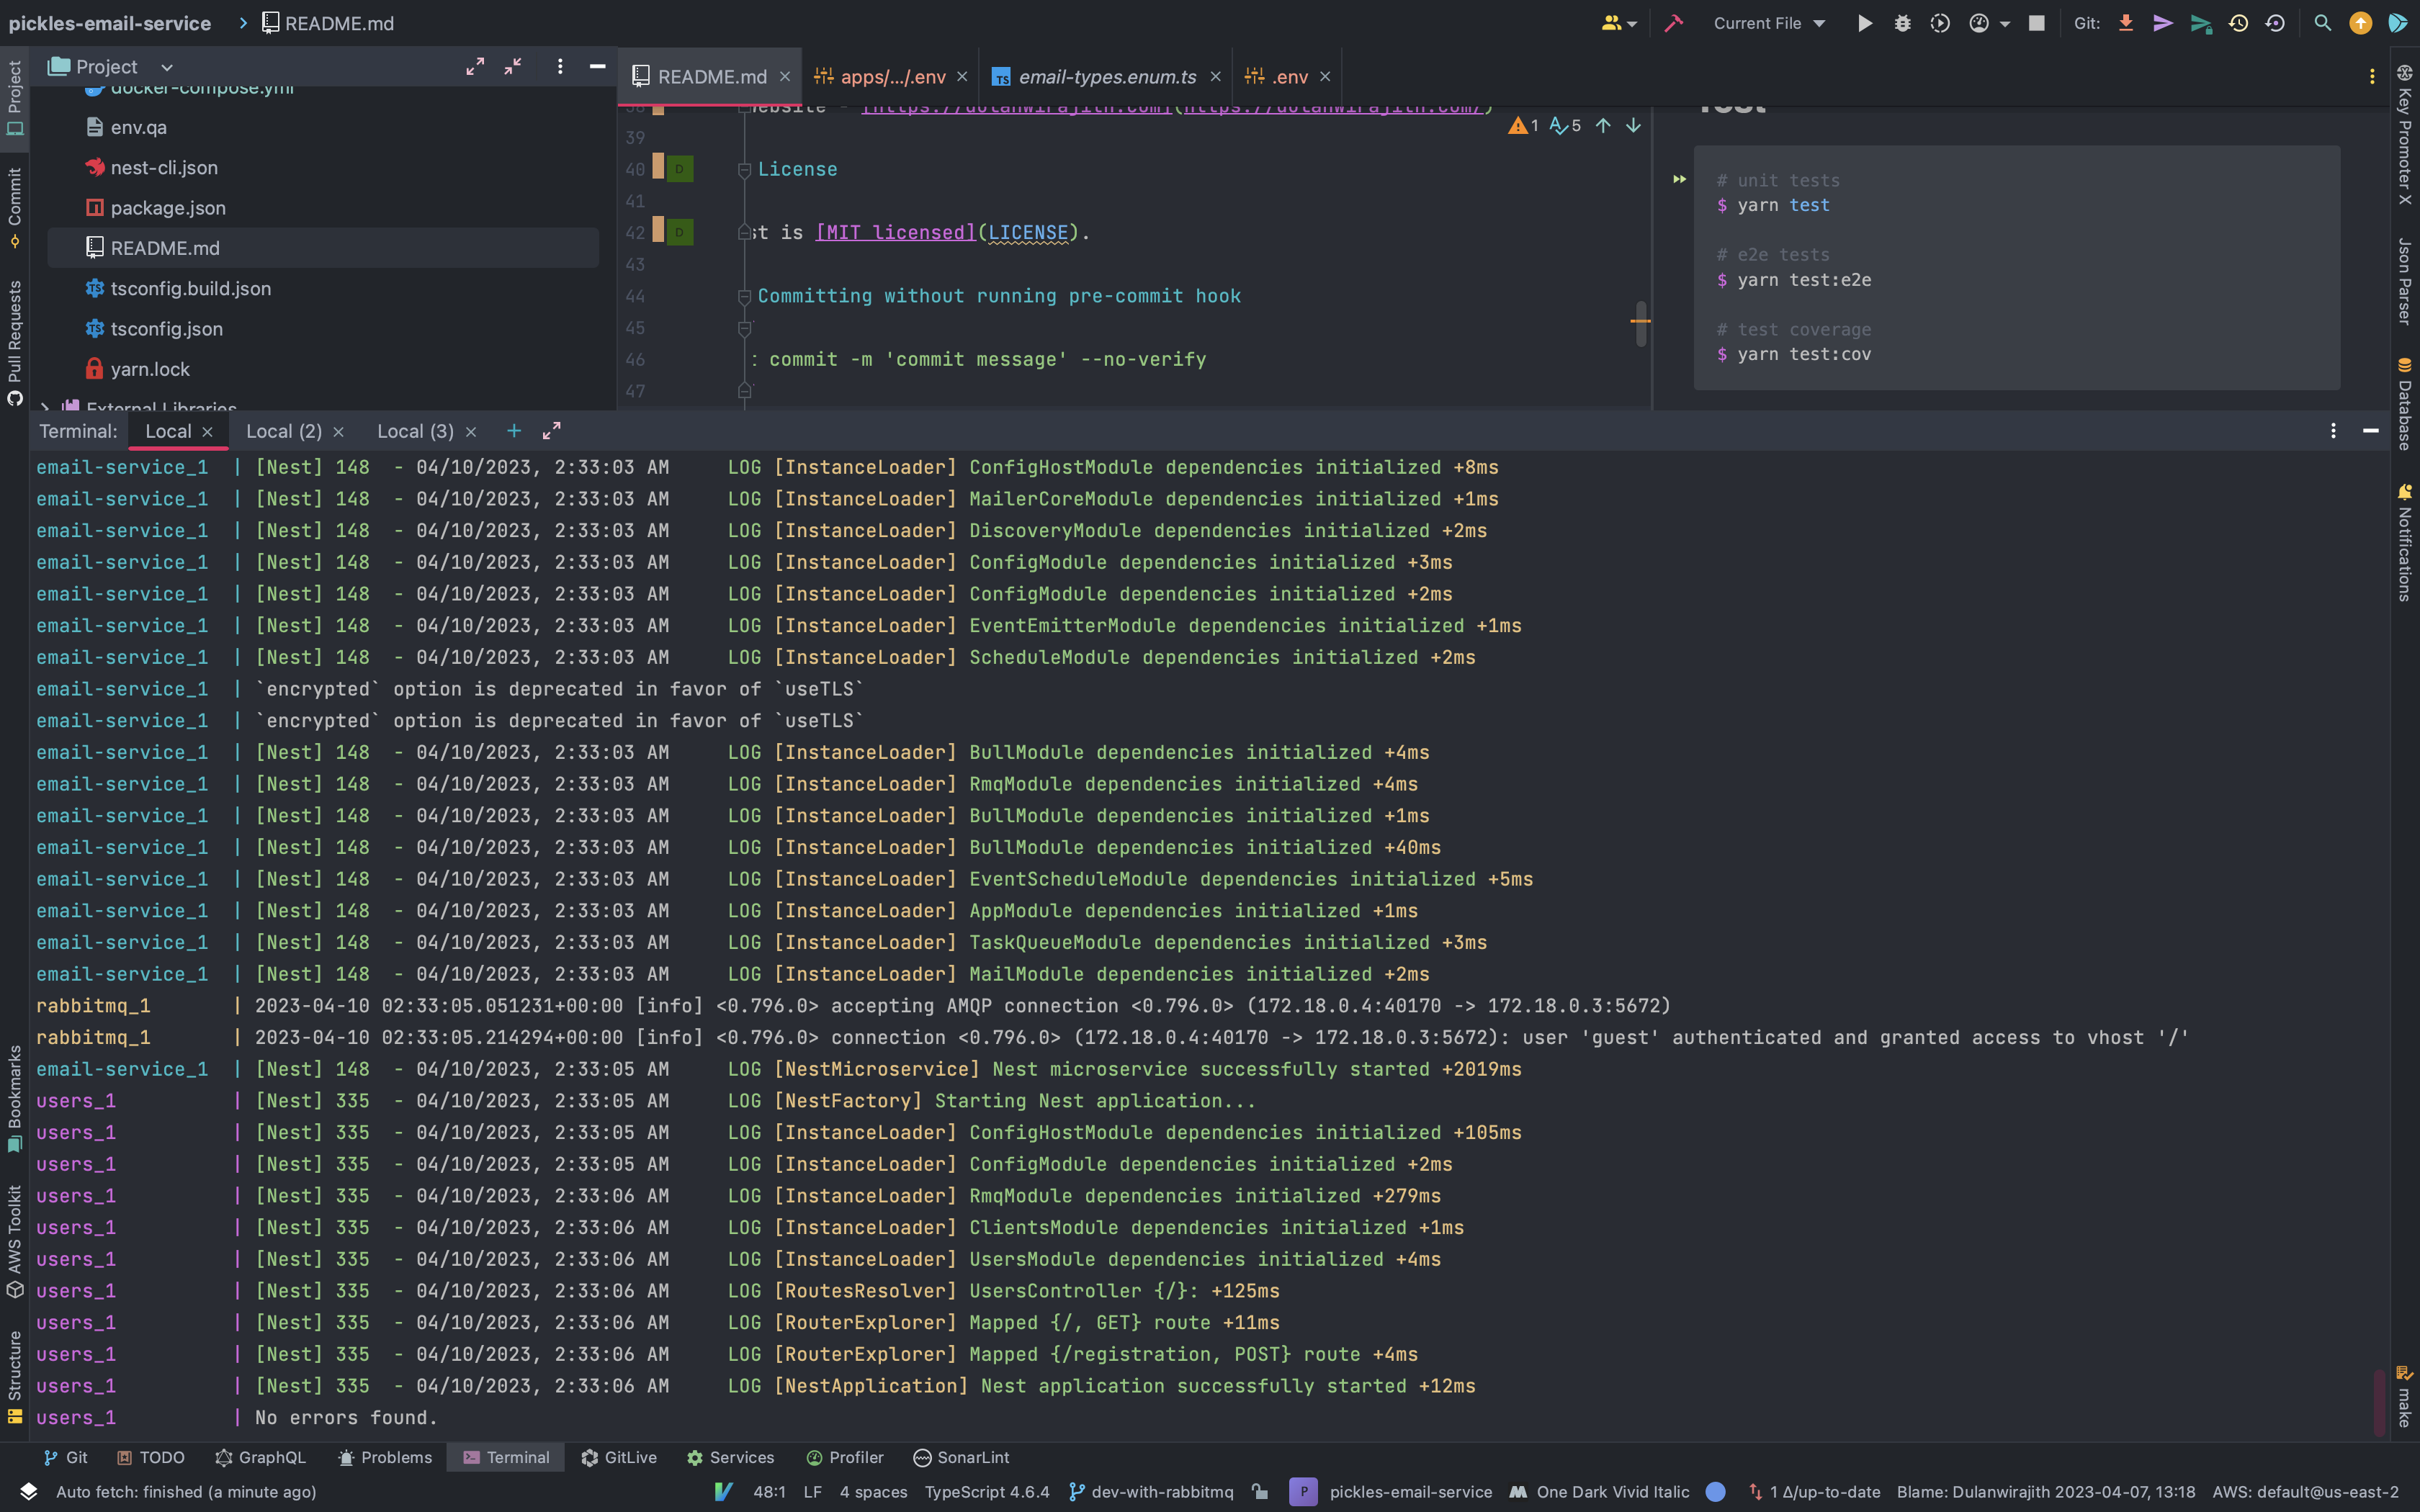 pickles-email-service
README.md
Current File
Git:
Project
README.md
apps/.../.env
email-types.enum.ts
.env
docker-compose.yml
env.qa
nest-cli.json
package.json
README.md
tsconfig.build.json
tsconfig.json
yarn.lock
External Libraries
38 ebsite - [https://dulanwirajith.com](https://dulanwirajith.com/)
1 5
39
40 D License
41
42 D st is [MIT licensed](LICENSE).
43
44 Committing without running pre-commit hook
45
46 : commit -m 'commit message' --no-verify
47
Test
# unit tests
$ yarn test
# e2e tests
$ yarn test:e2e
# test coverage
$ yarn test:cov
Project
Commit
Pull Requests
Bookmarks
AWS Toolkit
Structure
Key Promoter X
Json Parser
Database
Notifications
make
Terminal: Local Local (2) Local (3)
email-service_1 | [Nest] 148 - 04/10/2023, 2:33:03 AM LOG [InstanceLoader] ConfigHostModule dependencies initialized +8ms
email-service_1 | [Nest] 148 - 04/10/2023, 2:33:03 AM LOG [InstanceLoader] MailerCoreModule dependencies initialized +1ms
email-service_1 | [Nest] 148 - 04/10/2023, 2:33:03 AM LOG [InstanceLoader] DiscoveryModule dependencies initialized +2ms
email-service_1 | [Nest] 148 - 04/10/2023, 2:33:03 AM LOG [InstanceLoader] ConfigModule dependencies initialized +3ms
email-service_1 | [Nest] 148 - 04/10/2023, 2:33:03 AM LOG [InstanceLoader] ConfigModule dependencies initialized +2ms
email-service_1 | [Nest] 148 - 04/10/2023, 2:33:03 AM LOG [InstanceLoader] EventEmitterModule dependencies initialized +1ms
email-service_1 | [Nest] 148 - 04/10/2023, 2:33:03 AM LOG [InstanceLoader] ScheduleModule dependencies initialized +2ms
email-service_1 | `encrypted` option is deprecated in favor of `useTLS`
email-service_1 | `encrypted` option is deprecated in favor of `useTLS`
email-service_1 | [Nest] 148 - 04/10/2023, 2:33:03 AM LOG [InstanceLoader] BullModule dependencies initialized +4ms
email-service_1 | [Nest] 148 - 04/10/2023, 2:33:03 AM LOG [InstanceLoader] RmqModule dependencies initialized +4ms
email-service_1 | [Nest] 148 - 04/10/2023, 2:33:03 AM LOG [InstanceLoader] BullModule dependencies initialized +1ms
email-service_1 | [Nest] 148 - 04/10/2023, 2:33:03 AM LOG [InstanceLoader] BullModule dependencies initialized +40ms
email-service_1 | [Nest] 148 - 04/10/2023, 2:33:03 AM LOG [InstanceLoader] EventScheduleModule dependencies initialized +5ms
email-service_1 | [Nest] 148 - 04/10/2023, 2:33:03 AM LOG [InstanceLoader] AppModule dependencies initialized +1ms
email-service_1 | [Nest] 148 - 04/10/2023, 2:33:03 AM LOG [InstanceLoader] TaskQueueModule dependencies initialized +3ms
email-service_1 | [Nest] 148 - 04/10/2023, 2:33:03 AM LOG [InstanceLoader] MailModule dependencies initialized +2ms
rabbitmq_1 | 2023-04-10 02:33:05.051231+00:00 [info] <0.796.0> accepting AMQP connection <0.796.0> (172.18.0.4:40170 -> 172.18.0.3:5672)
rabbitmq_1 | 2023-04-10 02:33:05.214294+00:00 [info] <0.796.0> connection <0.796.0> (172.18.0.4:40170 -> 172.18.0.3:5672): user 'guest' authenticated and granted access to vhost '/'
email-service_1 | [Nest] 148 - 04/10/2023, 2:33:05 AM LOG [NestMicroservice] Nest microservice successfully started +2019ms
users_1 | [Nest] 335 - 04/10/2023, 2:33:05 AM LOG [NestFactory] Starting Nest application...
users_1 | [Nest] 335 - 04/10/2023, 2:33:05 AM LOG [InstanceLoader] ConfigHostModule dependencies initialized +105ms
users_1 | [Nest] 335 - 04/10/2023, 2:33:05 AM LOG [InstanceLoader] ConfigModule dependencies initialized +2ms
users_1 | [Nest] 335 - 04/10/2023, 2:33:06 AM LOG [InstanceLoader] RmqModule dependencies initialized +279ms
users_1 | [Nest] 335 - 04/10/2023, 2:33:06 AM LOG [InstanceLoader] ClientsModule dependencies initialized +1ms
users_1 | [Nest] 335 - 04/10/2023, 2:33:06 AM LOG [InstanceLoader] UsersModule dependencies initialized +4ms
users_1 | [Nest] 335 - 04/10/2023, 2:33:06 AM LOG [RoutesResolver] UsersController {/}: +125ms
users_1 | [Nest] 335 - 04/10/2023, 2:33:06 AM LOG [RouterExplorer] Mapped {/, GET} route +11ms
users_1 | [Nest] 335 - 04/10/2023, 2:33:06 AM LOG [RouterExplorer] Mapped {/registration, POST} route +4ms
users_1 | [Nest] 335 - 04/10/2023, 2:33:06 AM LOG [NestApplication] Nest application successfully started +12ms
users_1 | No errors found.
Git TODO GraphQL Problems Terminal GitLive Services Profiler SonarLint
Auto fetch: finished (a minute ago) 48:1 LF 4 spaces TypeScript 4.6.4 dev-with-rabbitmq P pickles-email-service One Dark Vivid Italic 1 Δ/up-to-date Blame: Dulanwirajith 2023-04-07, 13:18 AWS: default@us-east-2